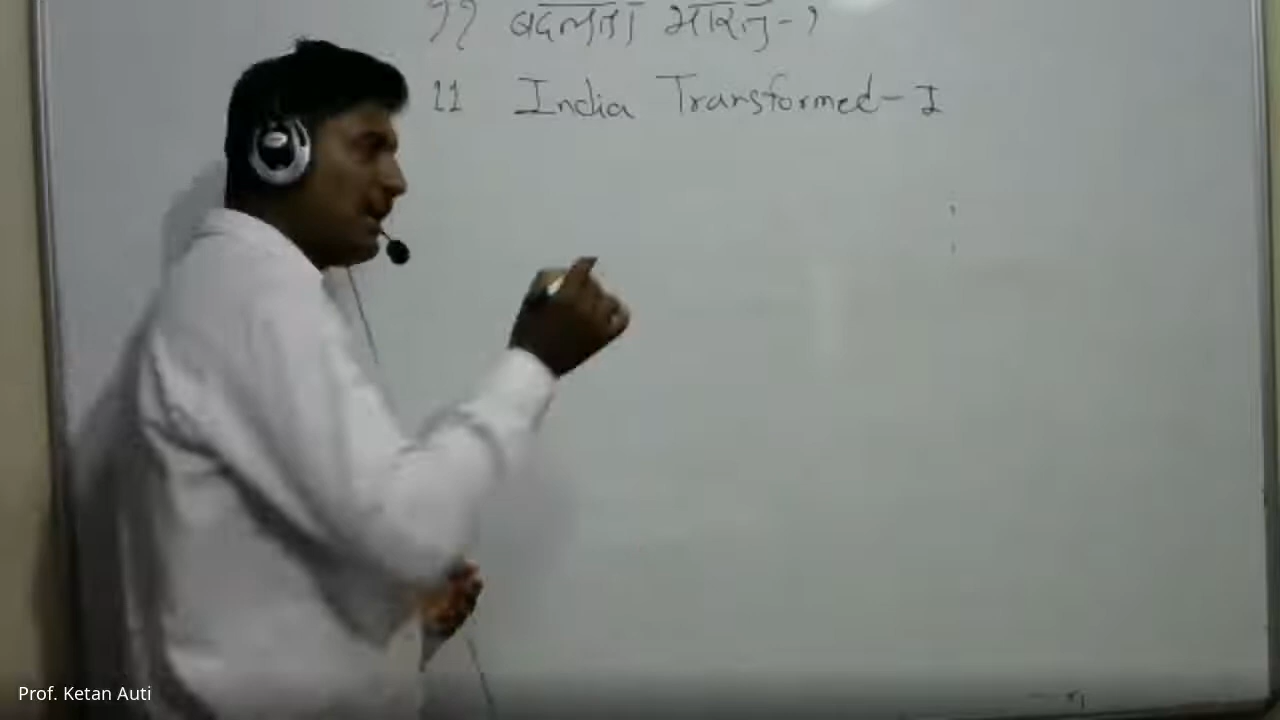 ११ बदलता भारत - १
11 India Transformed - I
Prof. Ketan Auti